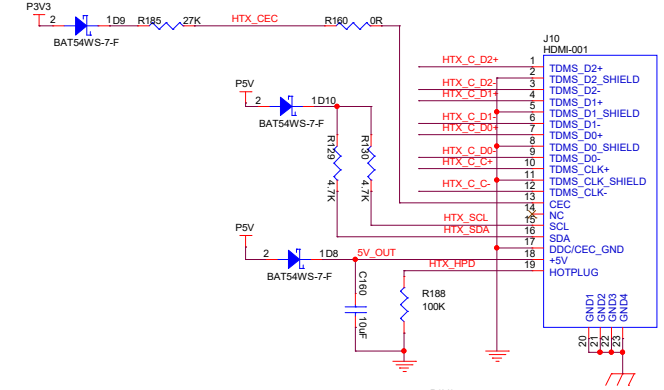 P3V3
2
1
D9
R185
27K
HTX_CEC
R160
0R
BAT54WS-7-F
J10
HDMI-001
P5V
2
1
D10
BAT54WS-7-F
R129
4.7K
R130
4.7K
HTX_C_D2+
1
TDMS_D2+
2
TDMS_D2_SHIELD
HTX_C_D2-
3
TDMS_D2-
HTX_C_D1+
4
TDMS_D1+
5
TDMS_D1_SHIELD
HTX_C_D1-
6
TDMS_D1-
HTX_C_D0+
7
TDMS_D0+
8
TDMS_D0_SHIELD
HTX_C_D0-
9
TDMS_D0-
HTX_C_C+
10
TDMS_CLK+
11
TDMS_CLK_SHIELD
HTX_C_C-
12
TDMS_CLK-
13
CEC
14
NC
HTX_SCL
15
SCL
HTX_SDA
16
SDA
17
DDC/CEC_GND
18
+5V
HTX_HPD
19
HOTPLUG
P5V
2
1
D8
5V_OUT
BAT54WS-7-F
C160
10uF
R188
100K
GND1
GND2
GND3
GND4
20
21
22
23